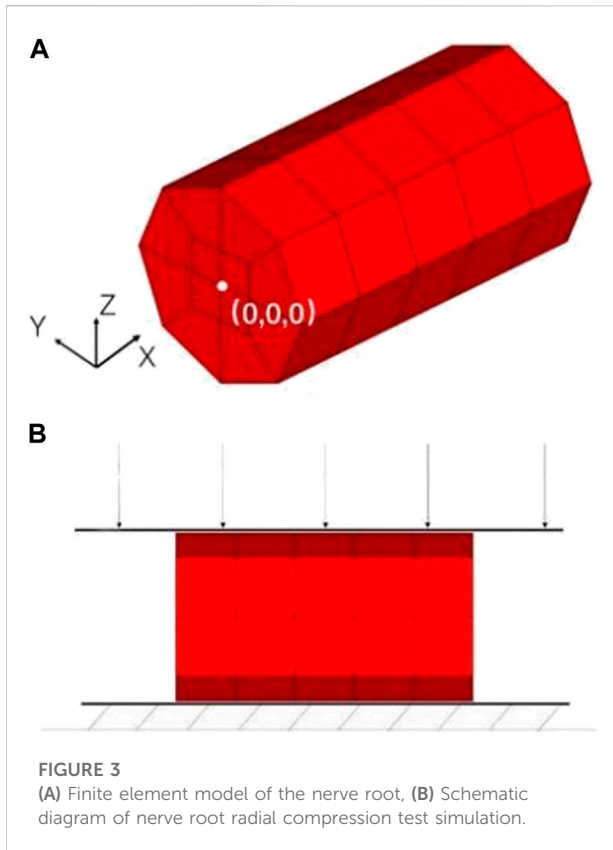 A
(0,0,0)
Z
Y
X
B
FIGURE 3
(A) Finite element model of the nerve root, (B) Schematic
diagram of nerve root radial compression test simulation.